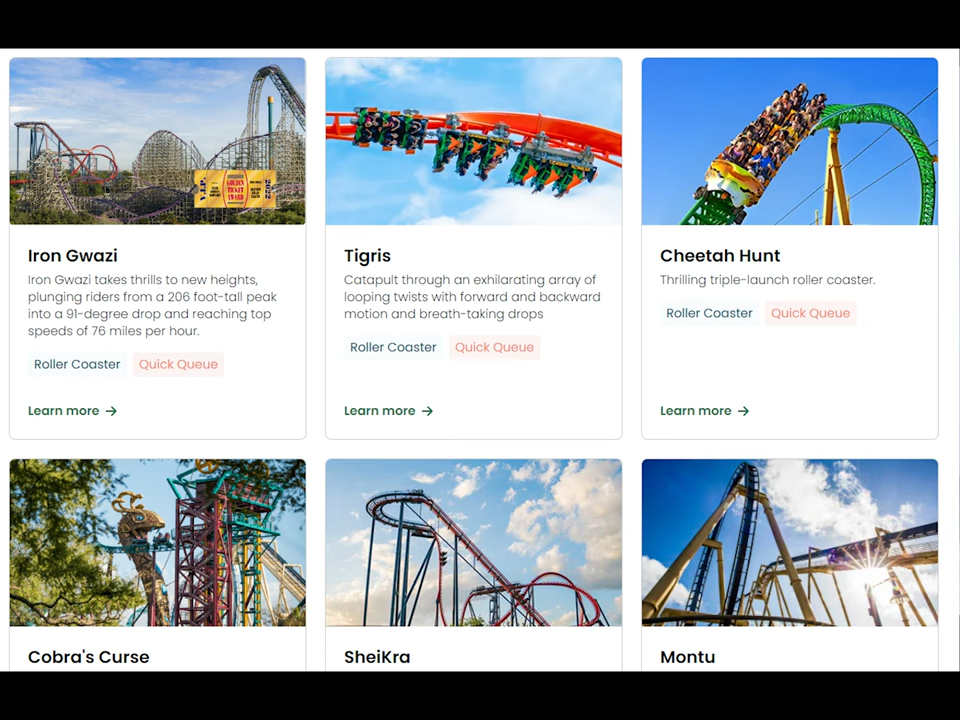 V.I.P.
GOLDEN
TICKET
AWARD
2022
Iron Gwazi
Iron Gwazi takes thrills to new heights,
plunging riders from a 206 foot-tall peak
into a 91-degree drop and reaching top
speeds of 76 miles per hour.
Roller Coaster
Quick Queue
Learn more →
Tigris
Catapult through an exhilarating array of
looping twists with forward and backward
motion and breath-taking drops
Roller Coaster
Quick Queue
Learn more →
Cheetah Hunt
Thrilling triple-launch roller coaster.
Roller Coaster
Quick Queue
Learn more →
Cobra's Curse
SheiKra
Montu